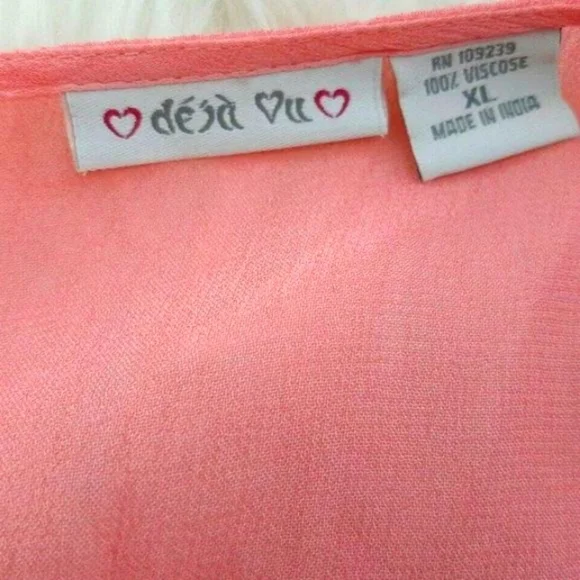 déjà vu
RN 109239
100% VISCOSE
XL
MADE IN INDIA